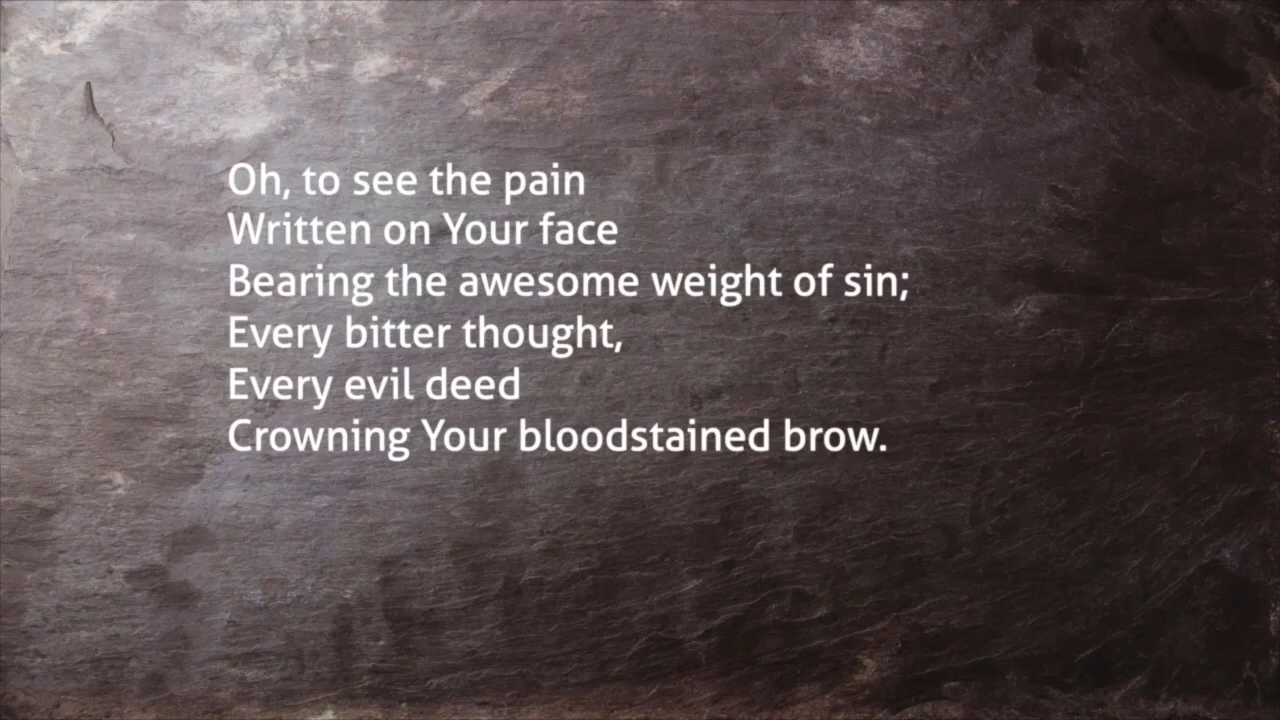 Oh, to see the pain
Written on Your face
Bearing the awesome weight of sin;
Every bitter thought,
Every evil deed
Crowning Your bloodstained brow.